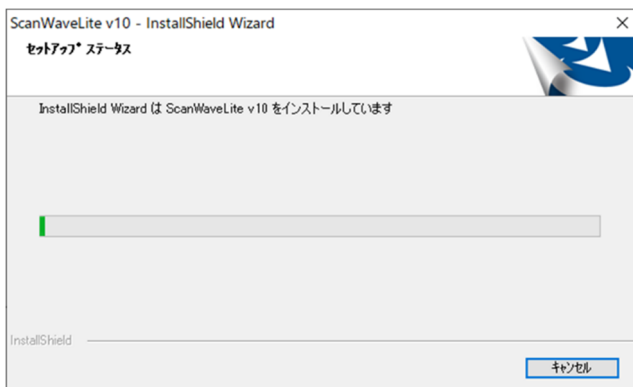 ScanWaveLite v10 - InstallShield Wizard
ｾｯﾄｱｯﾌﾟ ｽﾃｰﾀｽ
InstallShield Wizard は ScanWaveLite v10 をインストールしています
InstallShield
ｷｬﾝｾﾙ